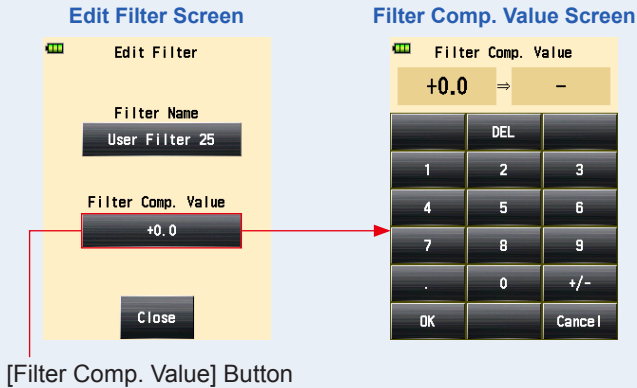 Edit Filter Screen
Edit Filter
Filter Name
User Filter 25
Filter Comp. Value
+0.0
Close
[Filter Comp. Value] Button
Filter Comp. Value Screen
Filter Comp. Value
+0.0 ⇒ -
DEL
1 2 3
4 5 6
7 8 9
. 0 +/-
OK Cancel